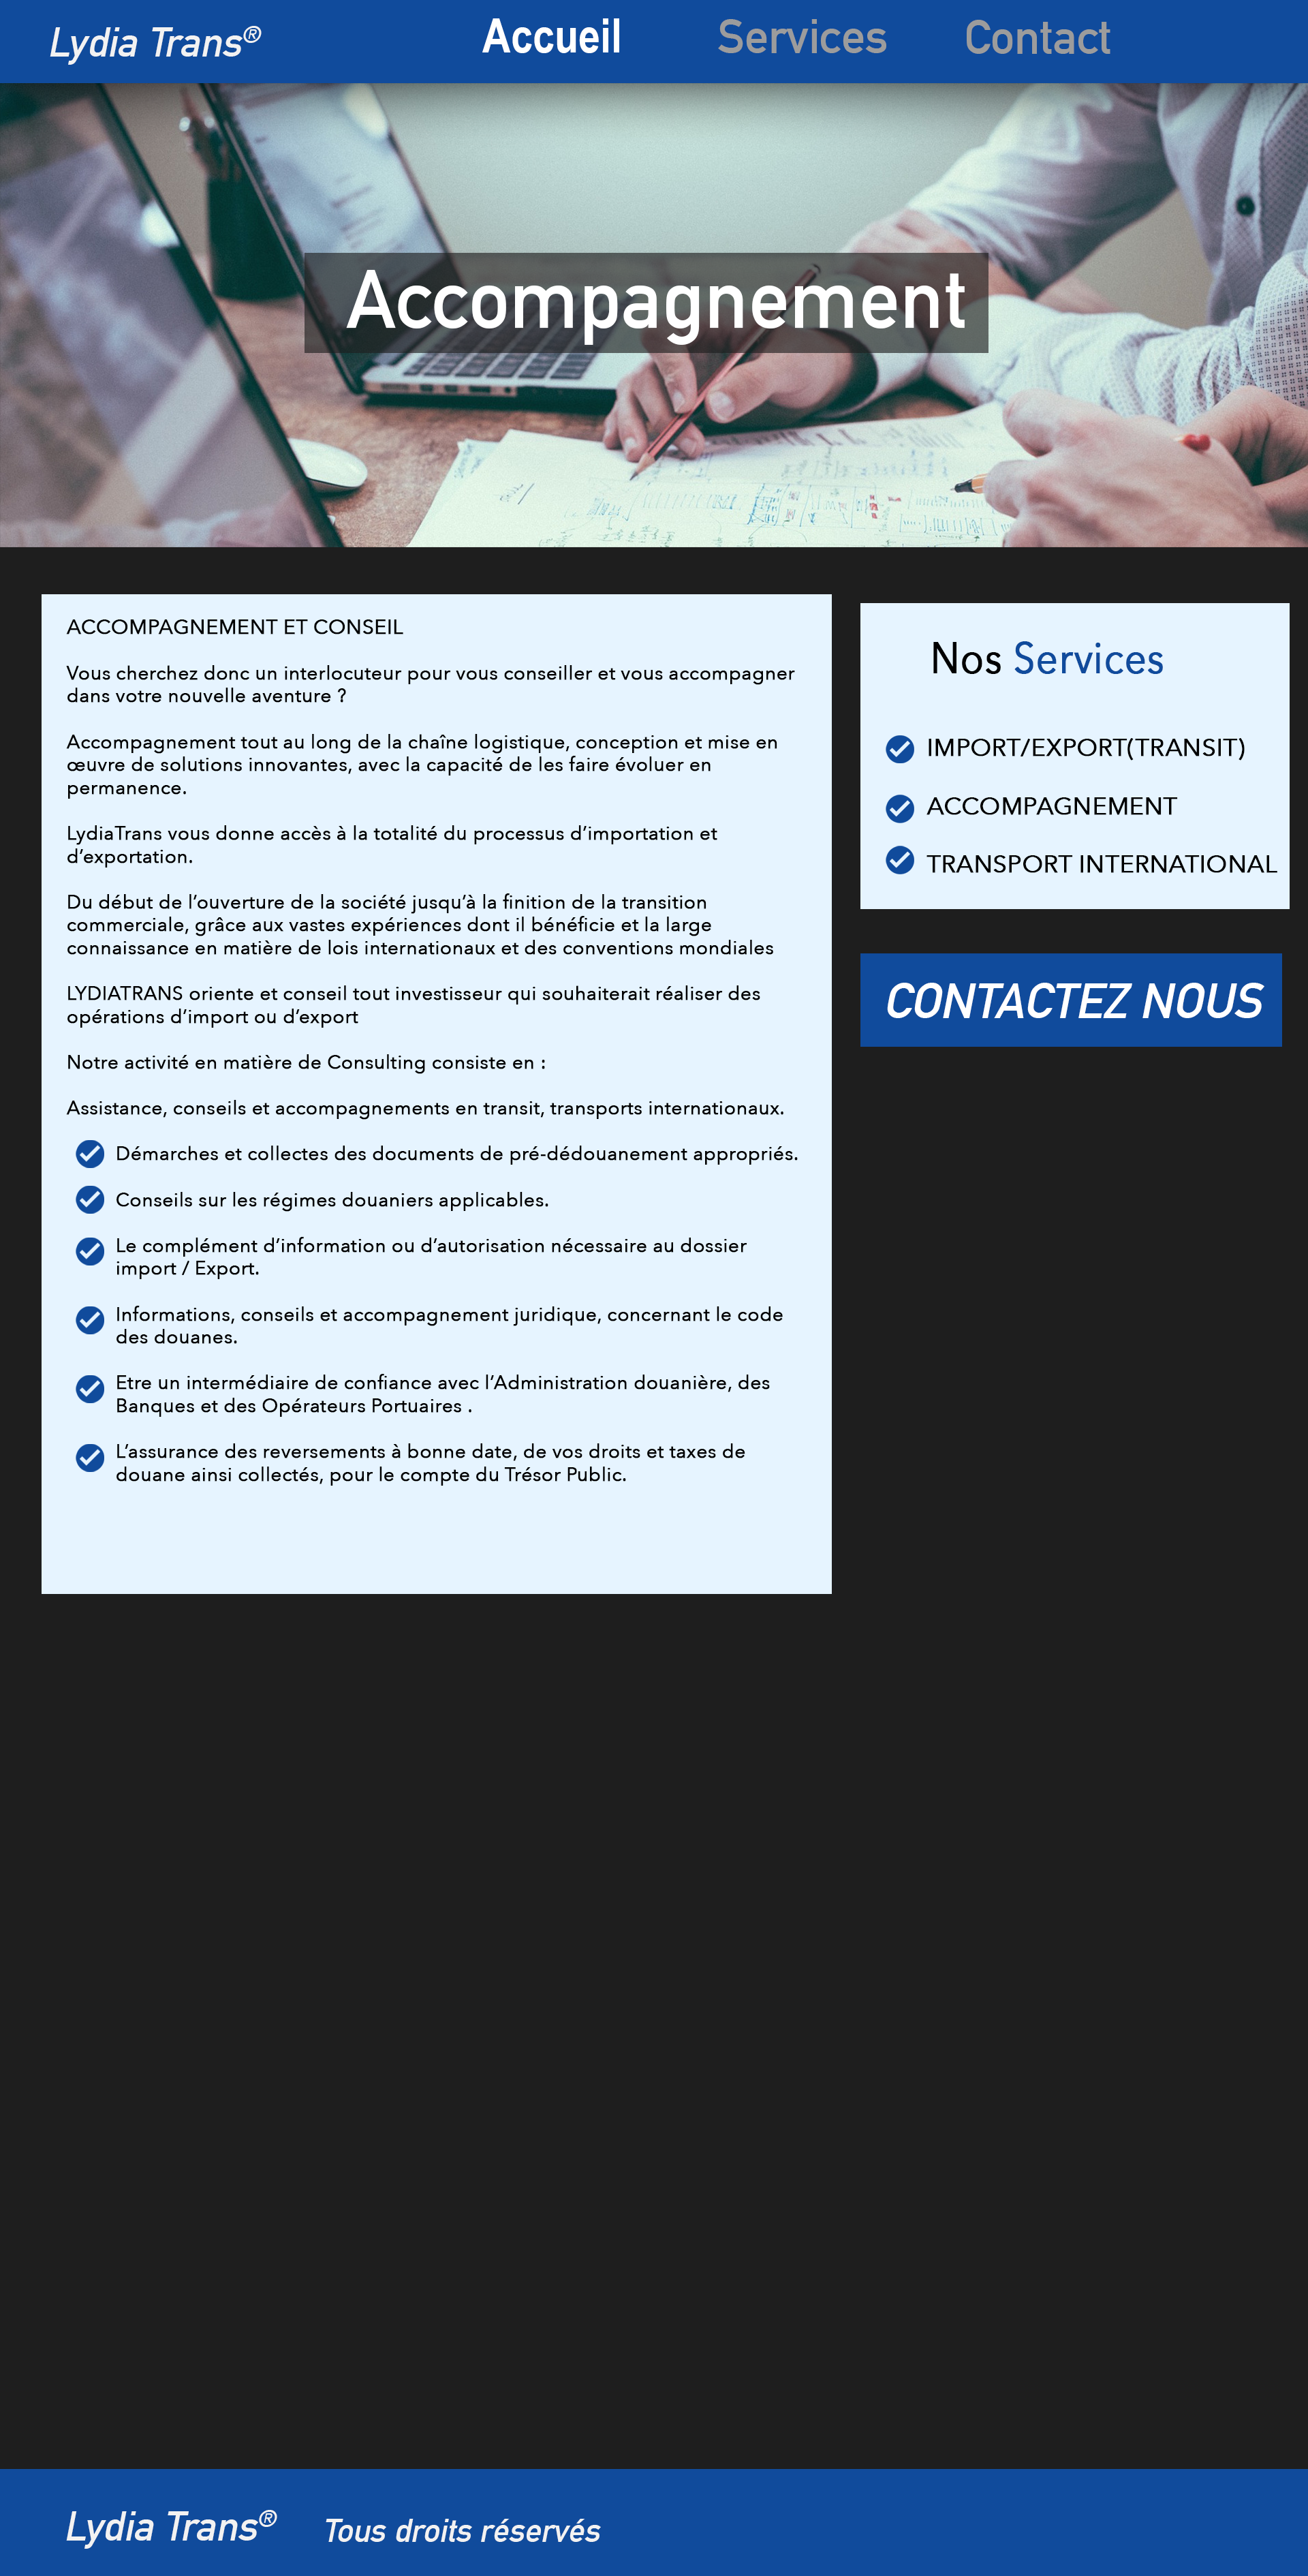 Lydia Trans®
Accueil
Services
Contact
Accompagnement
ACCOMPAGNEMENT ET CONSEIL
Vous cherchez donc un interlocuteur pour vous conseiller et vous accompagner
dans votre nouvelle aventure ?
Accompagnement tout au long de la chaîne logistique, conception et mise en
œuvre de solutions innovantes, avec la capacité de les faire évoluer en
permanence.
LydiaTrans vous donne accès à la totalité du processus d’importation et
d’exportation.
Du début de l’ouverture de la société jusqu’à la finition de la transition
commerciale, grâce aux vastes expériences dont il bénéficie et la large
connaissance en matière de lois internationaux et des conventions mondiales
LYDIATRANS oriente et conseil tout investisseur qui souhaiterait réaliser des
opérations d’import ou d’export
Notre activité en matière de Consulting consiste en :
Assistance, conseils et accompagnements en transit, transports internationaux.
Démarches et collectes des documents de pré-dédouanement appropriés.
Conseils sur les régimes douaniers applicables.
Le complément d’information ou d’autorisation nécessaire au dossier
import / Export.
Informations, conseils et accompagnement juridique, concernant le code
des douanes.
Etre un intermédiaire de confiance avec l’Administration douanière, des
Banques et des Opérateurs Portuaires .
L’assurance des reversements à bonne date, de vos droits et taxes de
douane ainsi collectés, pour le compte du Trésor Public.
Nos Services
IMPORT/EXPORT(TRANSIT)
ACCOMPAGNEMENT
TRANSPORT INTERNATIONAL
CONTACTEZ NOUS
Lydia Trans®
Tous droits réservés